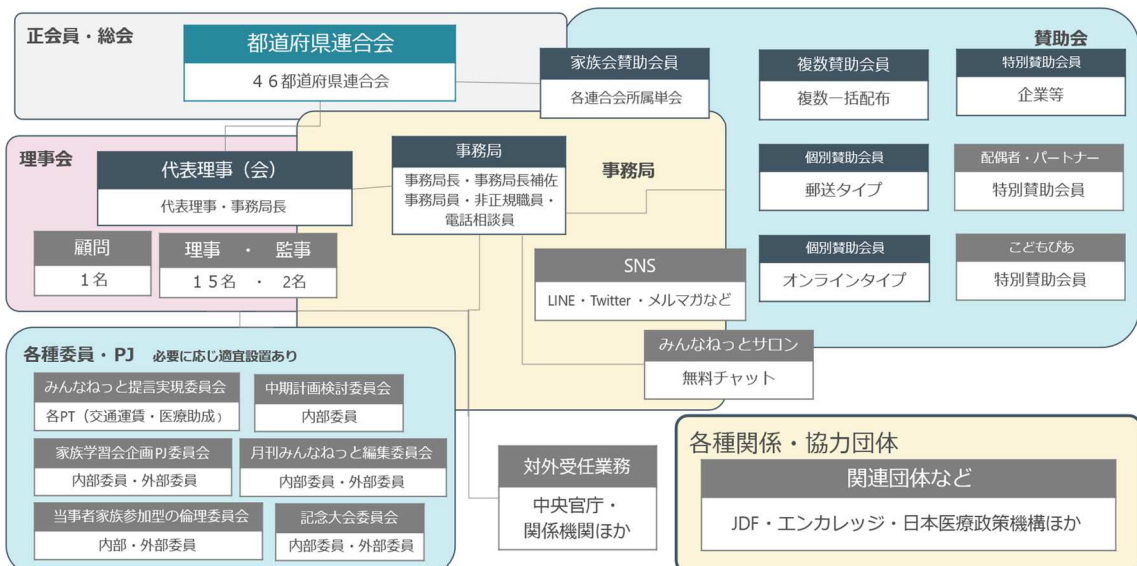 正会員・総会
都道府県連合会
４６都道府県連合会
家族会賛助会員
各連合会所属単会
賛助会
複数賛助会員
複数一括配布
特別賛助会員
企業等
個別賛助会員
郵送タイプ
配偶者・パートナー
特別賛助会員
個別賛助会員
オンラインタイプ
こどもぴあ
特別賛助会員
理事会
代表理事（会）
代表理事・事務局長
顧問
１名
理事　・　監事
１５名　・　2名
事務局
事務局
事務局長・事務局長補佐
事務局員・非正規職員・
電話相談員
SNS
LINE・Twitter・メルマガなど
みんなねっとサロン
無料チャット
各種委員・PJ　必要に応じ適宜設置あり
みんなねっと提言実現委員会
各PT（交通運賃・医療助成）
中期計画検討委員会
内部委員
家族学習会企画PJ委員会
内部委員・外部委員
月刊みんなねっと編集委員会
内部委員・外部委員
当事者家族参加型の倫理委員会
内部・外部委員
記念大会委員会
内部委員・外部委員
対外受任業務
中央官庁・
関係機関ほか
各種関係・協力団体
関連団体など
JDF・エンカレッジ・日本医療政策機構ほか